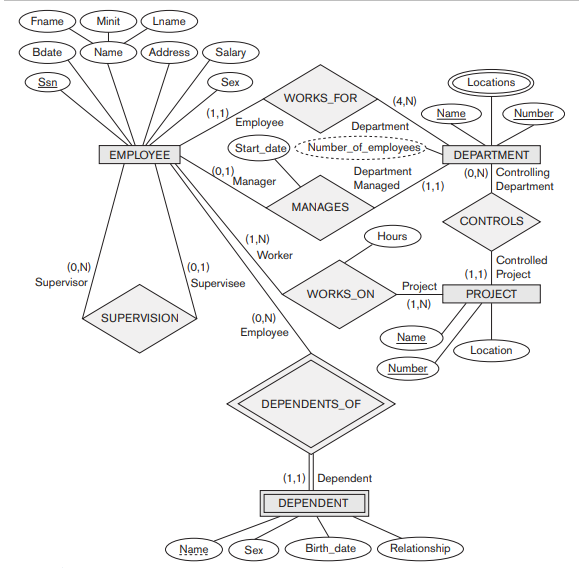 Fname
Minit
Lname
Bdate
Name
Address
Salary
Ssn
Sex
WORKS_FOR
(4,N)
Locations
Name
Number
(1,1)
Employee
Department
Start_date
Number_of_employees
EMPLOYEE
DEPARTMENT
(0,1)
Manager
Department
Managed
(1,1)
(0,N)
Controlling
Department
MANAGES
CONTROLS
(1,N)
Worker
Hours
(0,N)
Supervisor
(0,1)
Supervisee
Controlled
Project
(1,1)
WORKS_ON
Project
(1,N)
PROJECT
SUPERVISION
(0,N)
Employee
Name
Number
Location
DEPENDENTS_OF
(1,1)
Dependent
DEPENDENT
Name
Sex
Birth_date
Relationship